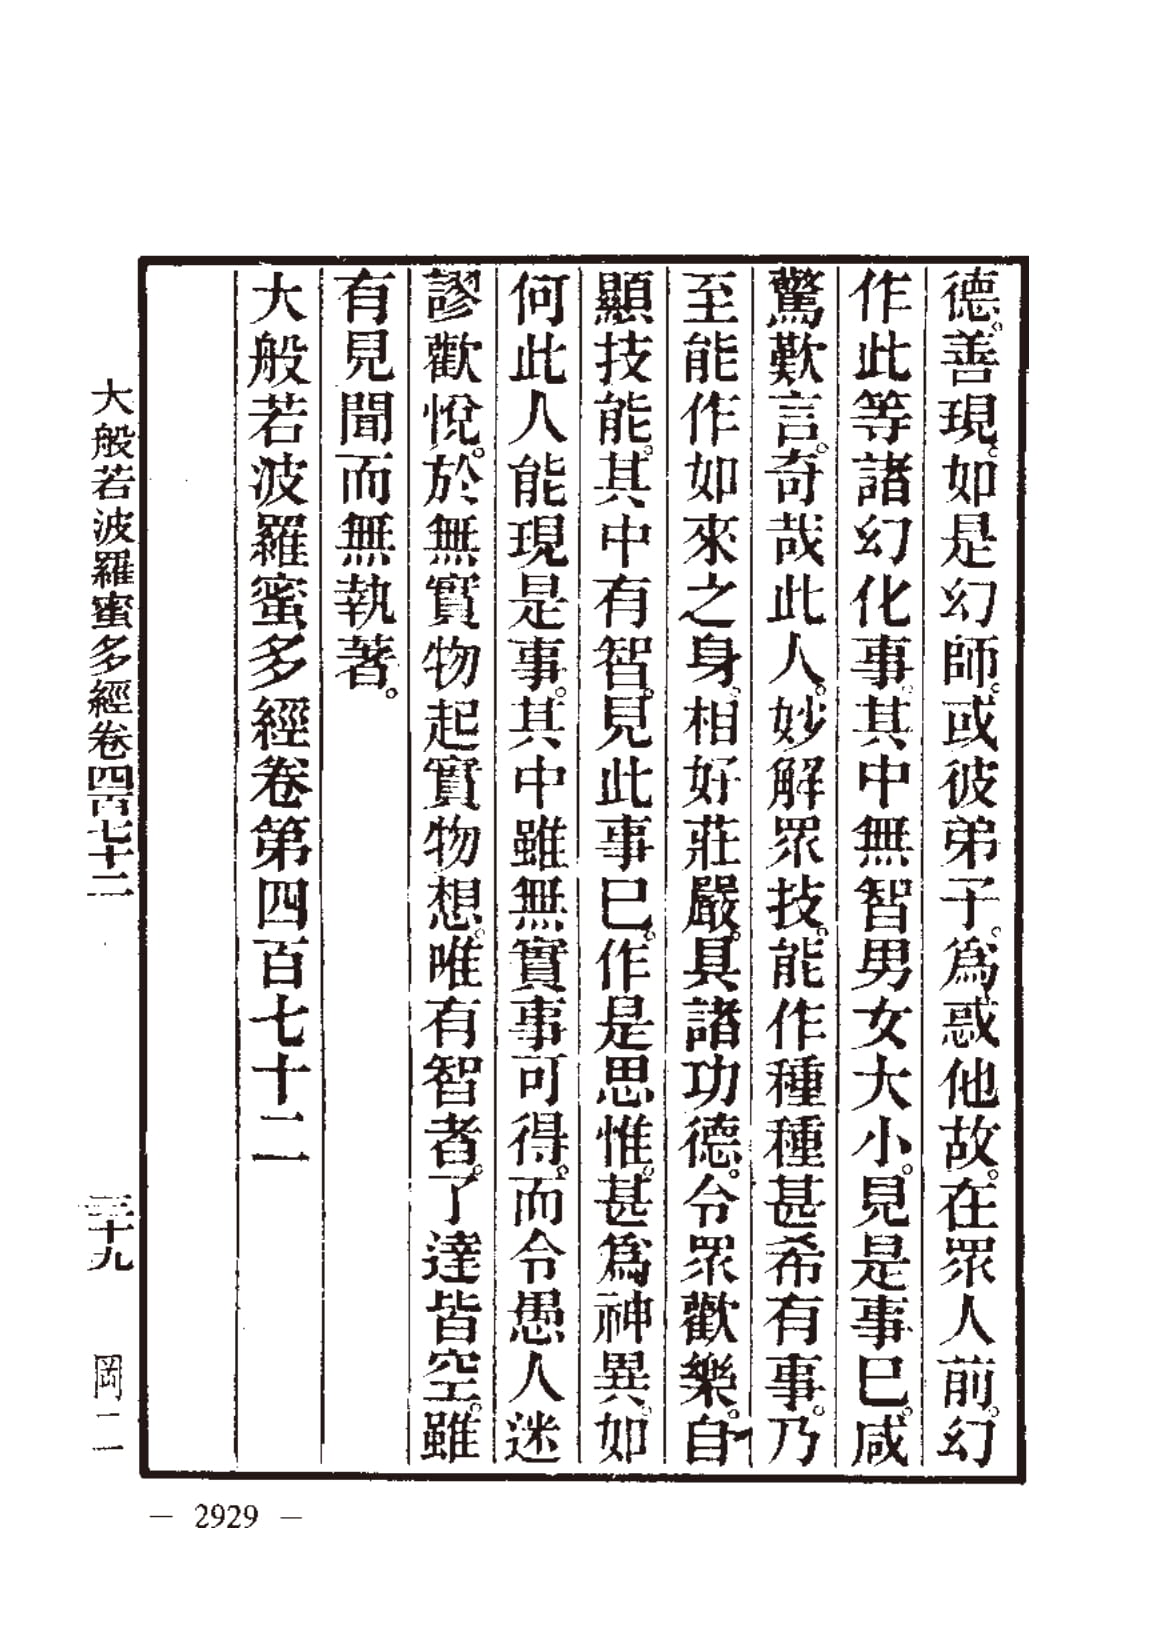 德。善現。如是幻師。或彼弟子。爲惑他故。在眾人前。幻
作此等諸幻化事。其中無智男女大小。見是事已。咸
驚歎言。奇哉此人。妙解眾技。能作種種甚希有事。乃
至能作如來之身。相好莊嚴。具諸功德。令眾歡樂。自
顯技能。其中有智。見此事已。作是思惟。甚爲神異。如
何此人能現是事。其中雖無實事可得。而令愚人迷
謬歡悅。於無實物起實物想。唯有智者。了達皆空。雖
有見聞而無執著。
大般若波羅蜜多經卷第四百七十二
大般若波羅蜜多經卷四百七十二 三十九 岡二
— 2929 —